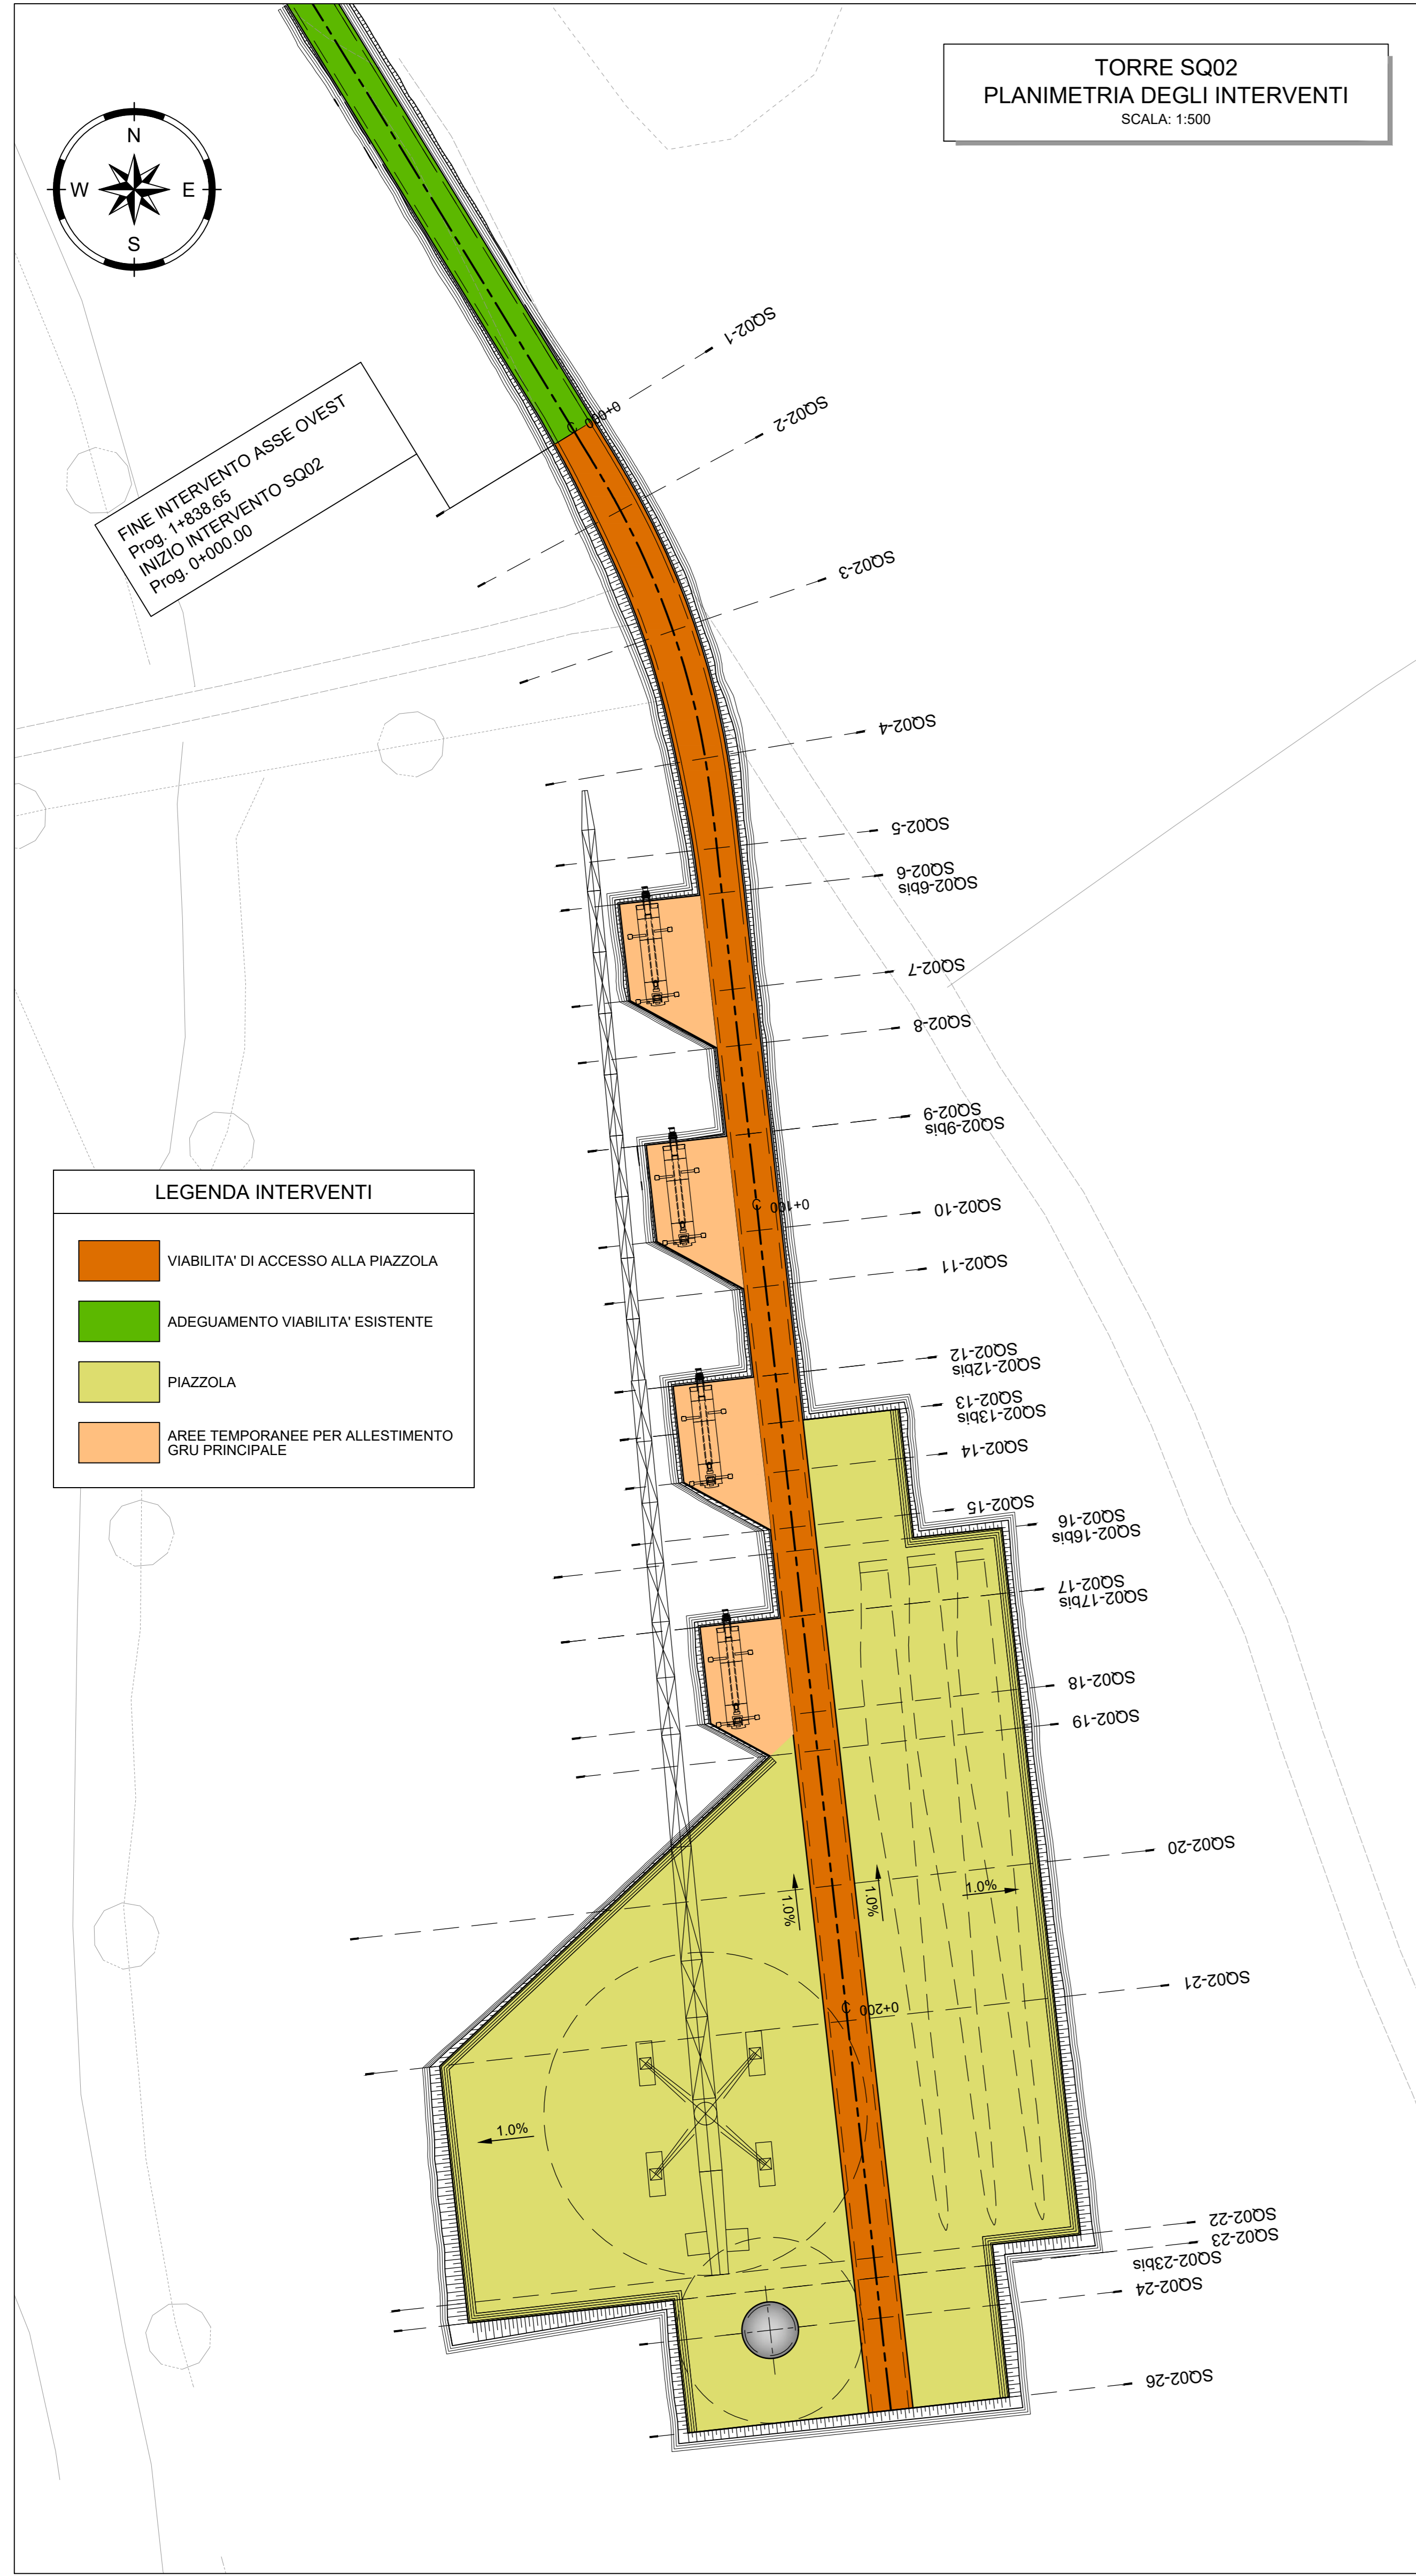 TORRE SQ02
PLANIMETRIA DEGLI INTERVENTI
SCALA: 1:500
N
W
E
S
FINE INTERVENTO ASSE OVEST
Prog. 1+838.65
INIZIO INTERVENTO SQ02
Prog. 0+000.00
SQ02-1
0+000
SQ02-2
SQ02-3
SQ02-4
SQ02-5
SQ02-6
SQ02-6bis
SQ02-7
SQ02-8
SQ02-9
SQ02-9bis
0+100
SQ02-10
SQ02-11
SQ02-12
SQ02-12bis
SQ02-13
SQ02-13bis
SQ02-14
SQ02-15
SQ02-16
SQ02-16bis
SQ02-17
SQ02-17bis
SQ02-18
SQ02-19
SQ02-20
1.0%
1.0%
1.0%
SQ02-21
0+200
1.0%
SQ02-22
SQ02-23
SQ02-23bis
SQ02-24
SQ02-26
LEGENDA INTERVENTI
VIABILITA' DI ACCESSO ALLA PIAZZOLA
ADEGUAMENTO VIABILITA' ESISTENTE
PIAZZOLA
AREE TEMPORANEE PER ALLESTIMENTO
GRU PRINCIPALE